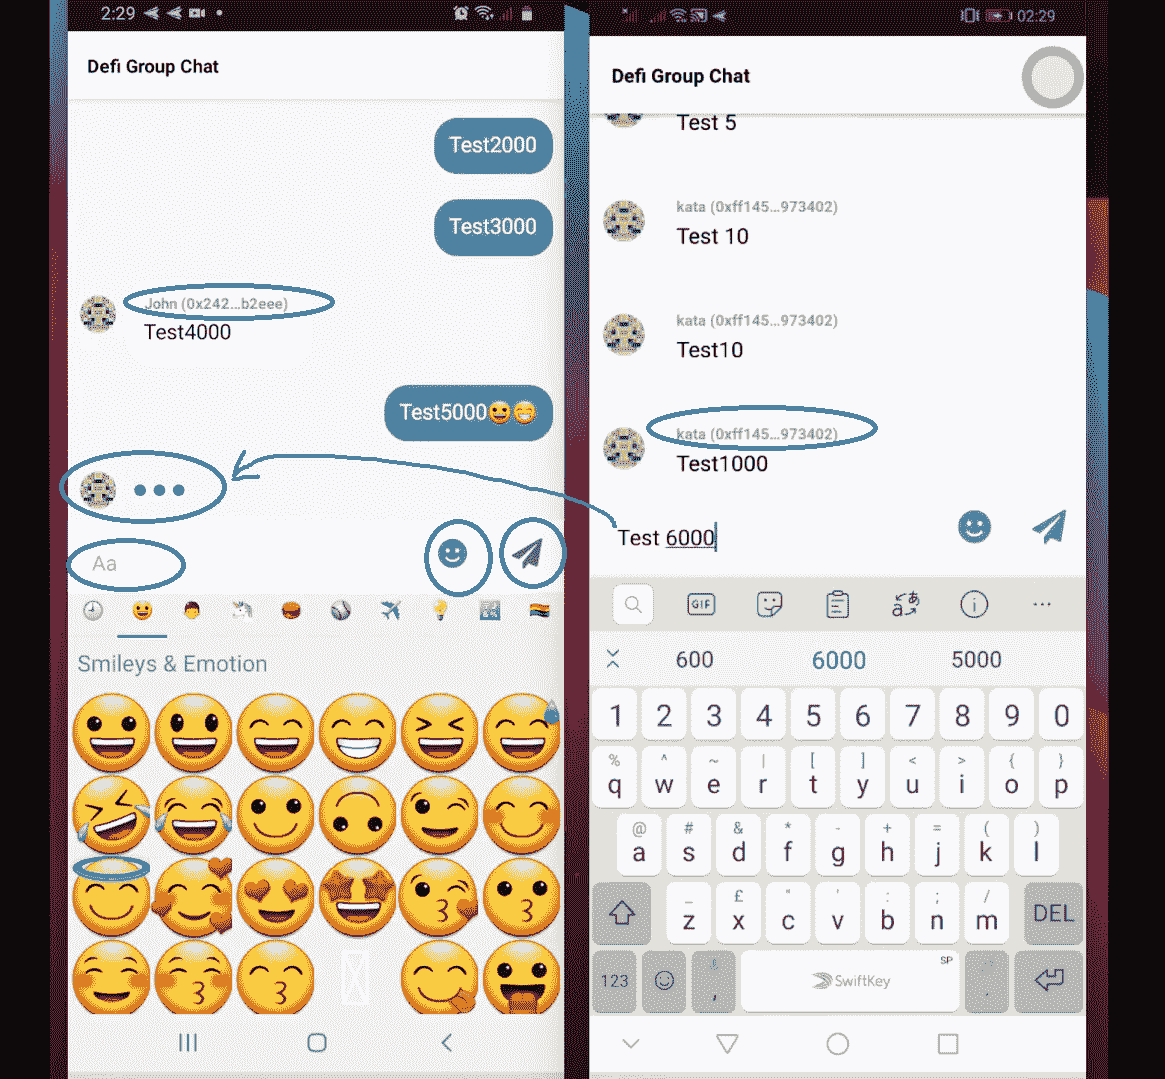 2:29
Defi Group Chat
Test2000
Test3000
John (0x242...b2eee)
Test4000
Test5000😀😁
Aa
Smileys & Emotion
02:29
Defi Group Chat
Test 5
kata (0xff145...973402)
Test 10
kata (0xff145...973402)
Test10
kata (0xff145...973402)
Test1000
Test 6000
GIF
a あ
600 6000 5000
1 2 3 4 5 6 7 8 9 0
% ^ ~ | [ ] < > { }
q w e r t y u i o p
@ # & * - + = ( )
a s d f g h j k l
_ £ " ' : ; /
z x c v b n m DEL
SP
123 , SwiftKey .